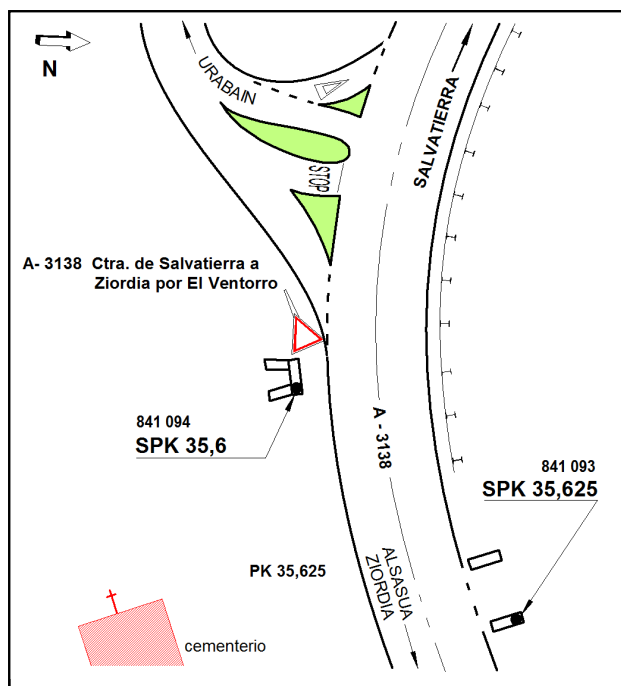 N
URABAIN
SALVATIERRA
STOP
A- 3138 Ctra. de Salvatierra a
Ziordia por El Ventorro
841 094
SPK 35,6
A - 3138
841 093
SPK 35,625
PK 35,625
ALSASUA
ZIORDIA
cementerio